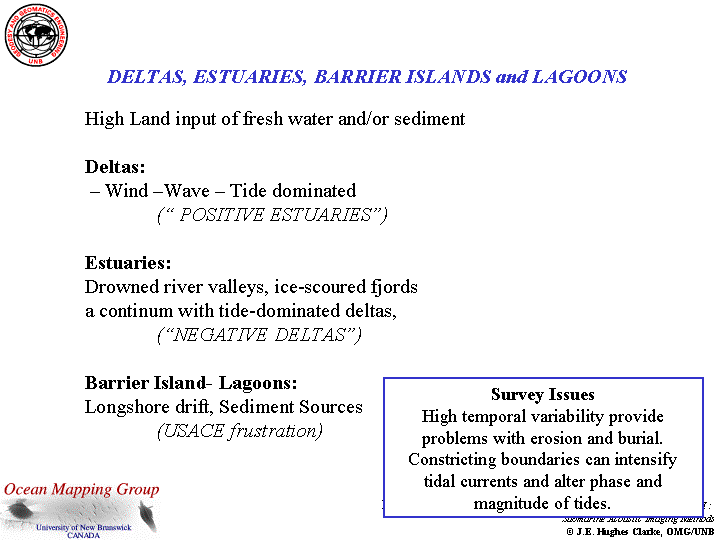 GEODESY AND GEOMATICS ENGINEERING
UNB
DELTAS, ESTUARIES, BARRIER ISLANDS and LAGOONS
High Land input of fresh water and/or sediment
Deltas:
– Wind –Wave – Tide dominated
(“ POSITIVE ESTUARIES”)
Estuaries:
Drowned river valleys, ice-scoured fjords
a continum with tide-dominated deltas,
(“NEGATIVE DELTAS”)
Barrier Island- Lagoons:
Longshore drift, Sediment Sources
(USACE frustration)
Survey Issues
High temporal variability provide
problems with erosion and burial.
Constricting boundaries can intensify
tidal currents and alter phase and
magnitude of tides.
Ocean Mapping Group
University of New Brunswick
CANADA
Submarine Acoustic Imaging Methods
© J.E. Hughes Clarke, OMG/UNB